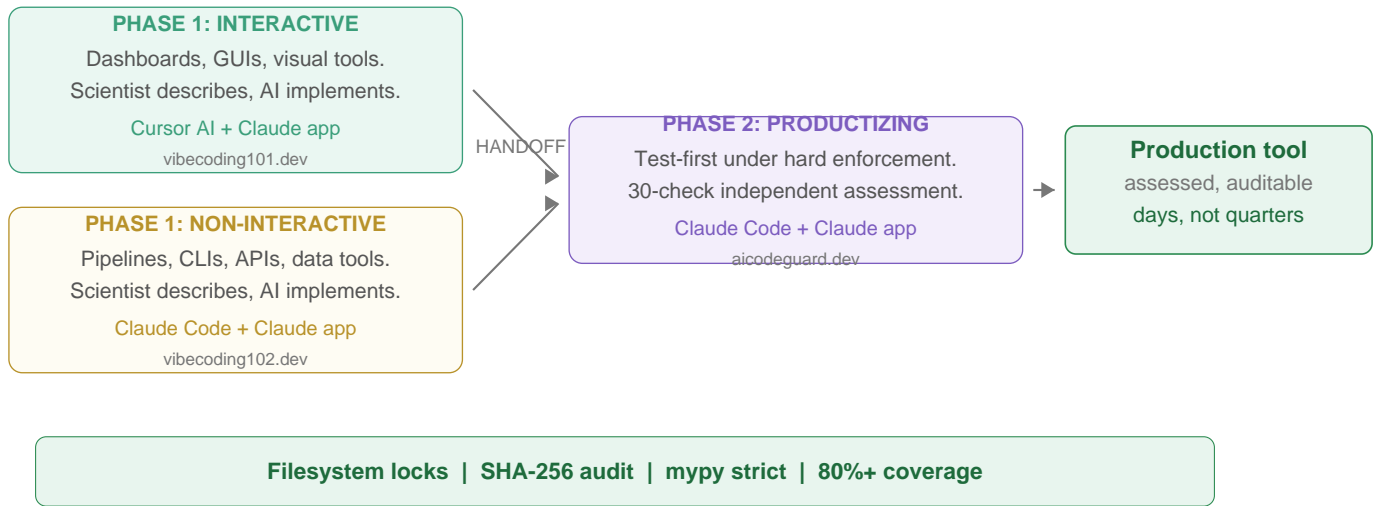 PHASE 1: INTERACTIVE
Dashboards, GUIs, visual tools.
Scientist describes, AI implements.
Cursor AI + Claude app
vibecoding101.dev
PHASE 1: NON-INTERACTIVE
Pipelines, CLIs, APIs, data tools.
Scientist describes, AI implements.
Claude Code + Claude app
vibecoding102.dev
HANDOFF
PHASE 2: PRODUCTIZING
Test-first under hard enforcement.
30-check independent assessment.
Claude Code + Claude app
aicodeguard.dev
Production tool
assessed, auditable
days, not quarters
Filesystem locks | SHA-256 audit | mypy strict | 80%+ coverage